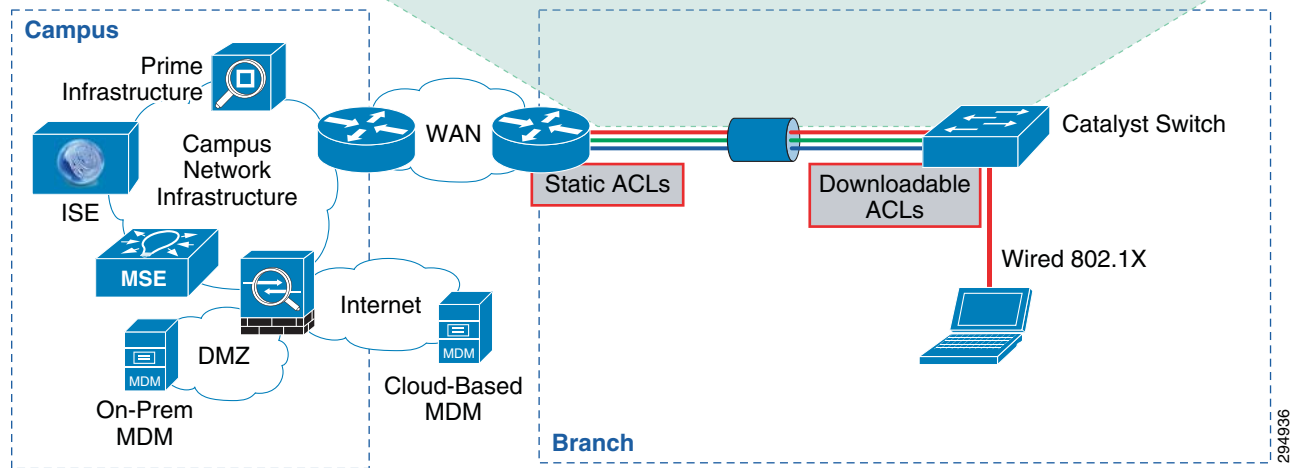 Campus
Prime
Infrastructure
Campus
Network
Infrastructure
ISE
MSE
WAN
Internet
DMZ
MDM
On-Prem
MDM
MDM
Cloud-Based
MDM
Static ACLs
Downloadable
ACLs
Catalyst Switch
Wired 802.1X
Branch
294936